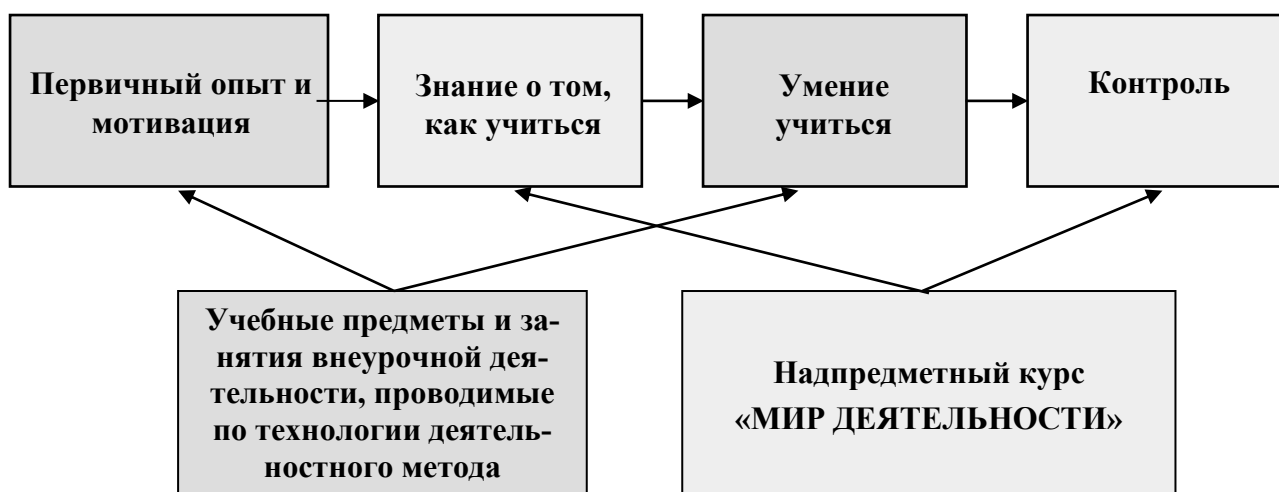 Первичный опыт и
мотивация
Знание о том,
как учиться
Умение
учиться
Контроль
Учебные предметы и за-
нятия внеурочной дея-
тельности, проводимые
по технологии деятель-
ностного метода
Надпредметный курс
«МИР ДЕЯТЕЛЬНОСТИ»